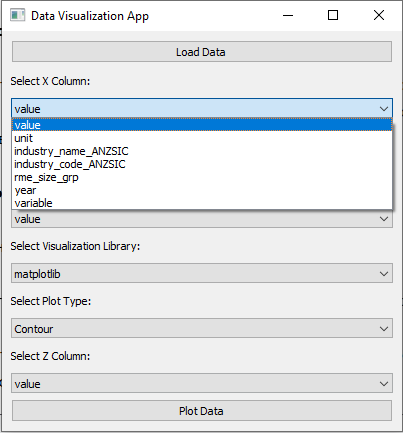 Data Visualization App
Load Data
Select X Column:
value
value
unit
industry_name_ANZSIC
industry_code_ANZSIC
rme_size_grp
year
variable
value
Select Visualization Library:
matplotlib
Select Plot Type:
Contour
Select Z Column:
value
Plot Data